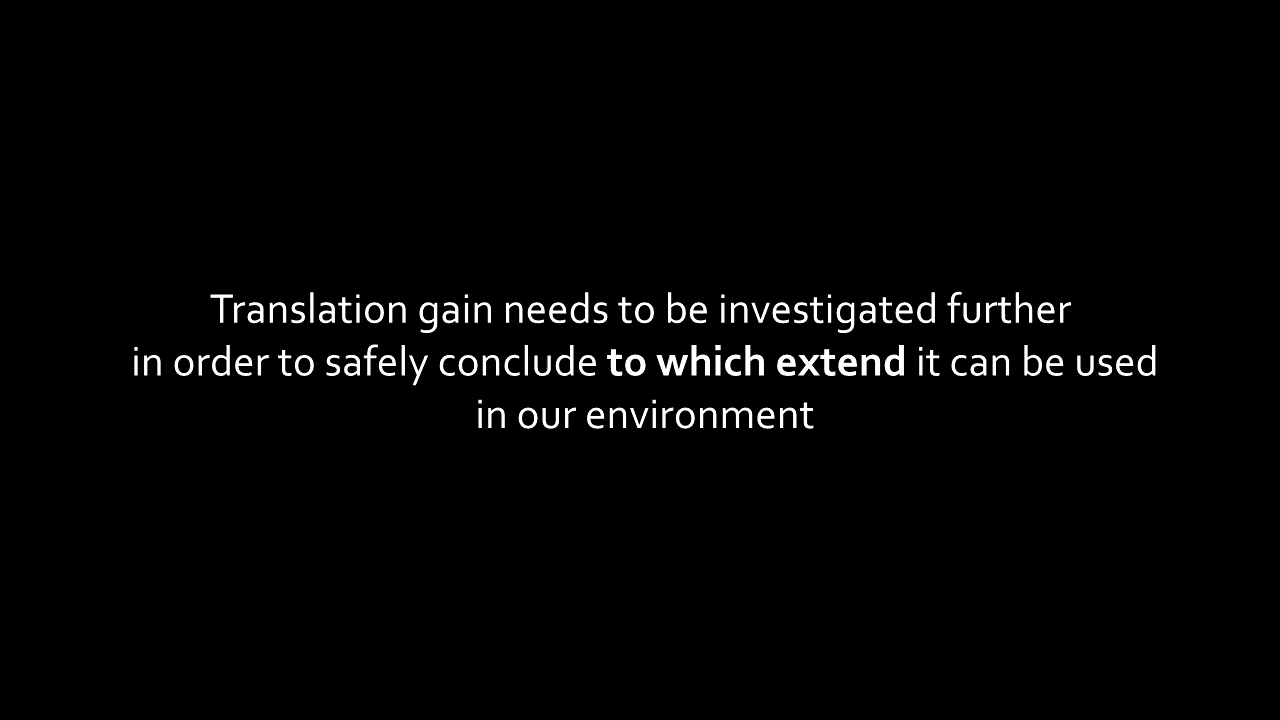 Translation gain needs to be investigated further
in order to safely conclude to which extend it can be used
in our environment